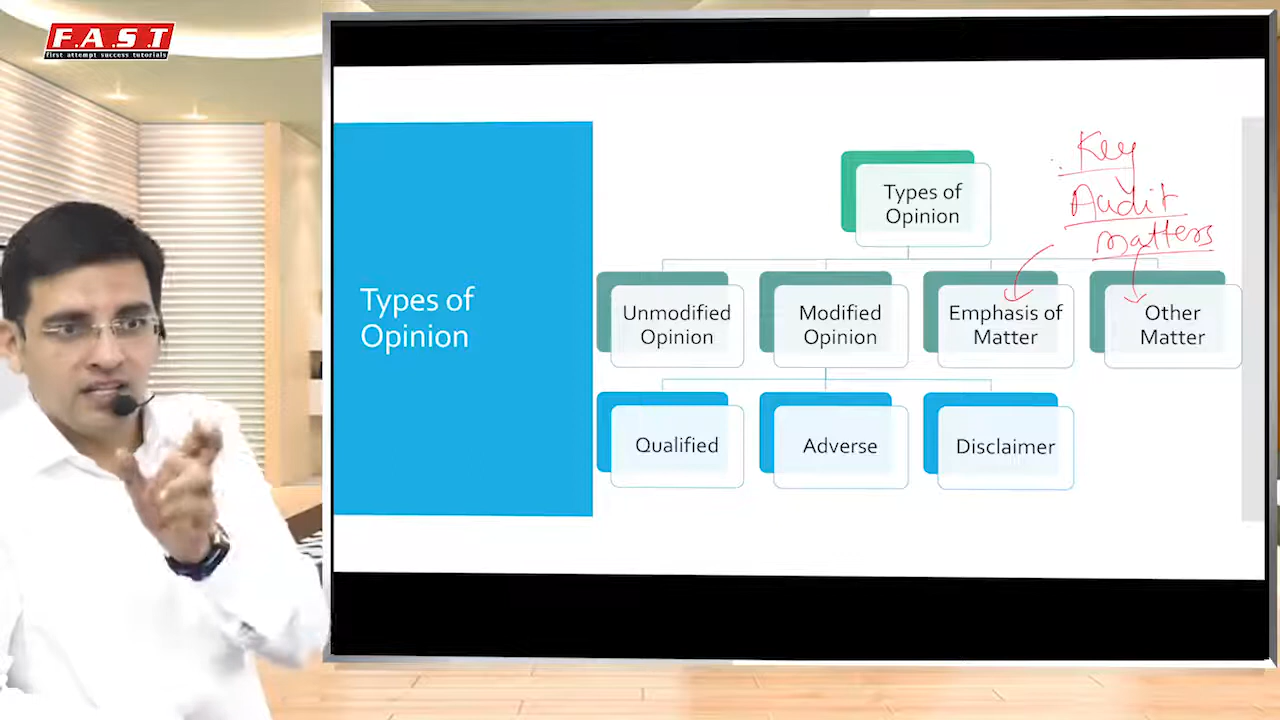 F.A.S.T
first attempt success tutorials
Key
Audit
matters
Types of
Opinion
Types of
Opinion
Unmodified
Opinion
Modified
Opinion
Emphasis of
Matter
Other
Matter
Qualified
Adverse
Disclaimer